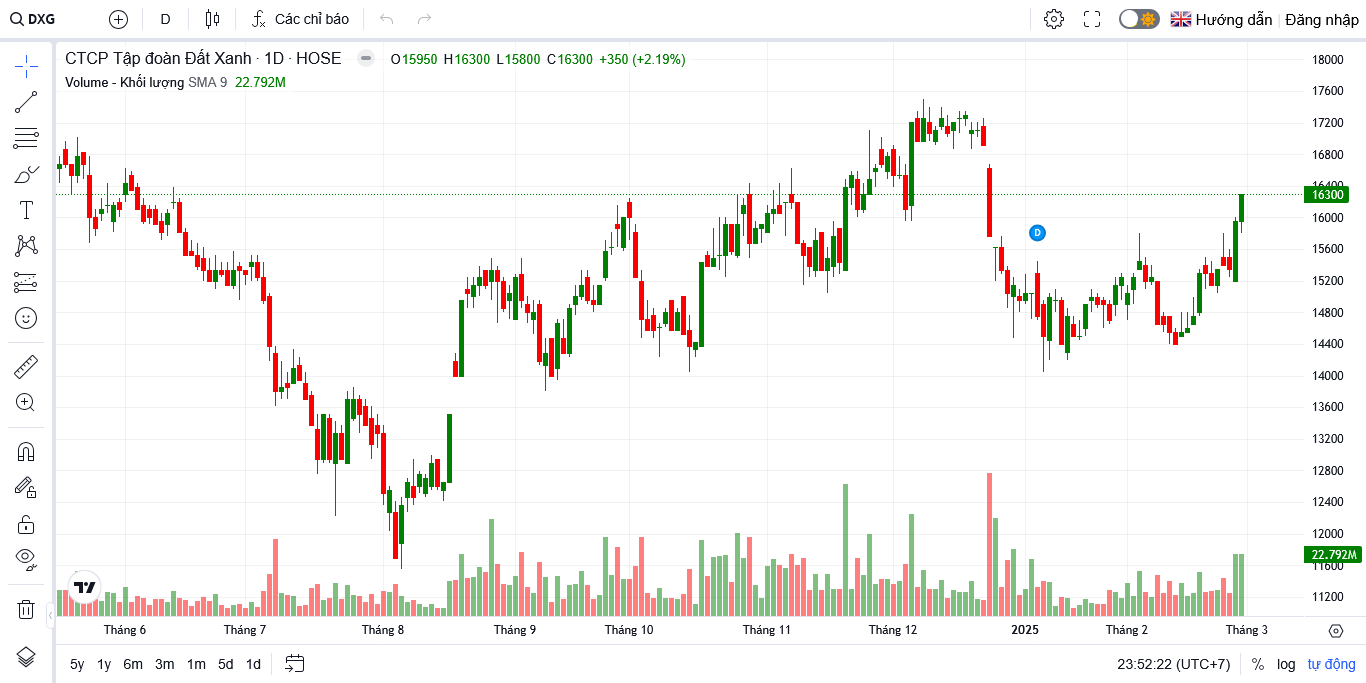 DXG D Các chỉ báo Hướng dẫn Đăng nhập
CTCP Tập đoàn Đất Xanh · 1D · HOSE O15950 H16300 L15800 C16300 +350 (+2.19%)
Volume - Khối lượng SMA 9 22.792M
18000
17600
17200
16800
16400
16300
16000
D
15600
15200
14800
14400
14000
13600
13200
12800
12400
12000
22.792M
11600
11200
Tháng 6 Tháng 7 Tháng 8 Tháng 9 Tháng 10 Tháng 11 Tháng 12 2025 Tháng 2 Tháng 3
5y 1y 6m 3m 1m 5d 1d 23:52:22 (UTC+7) % log tự động